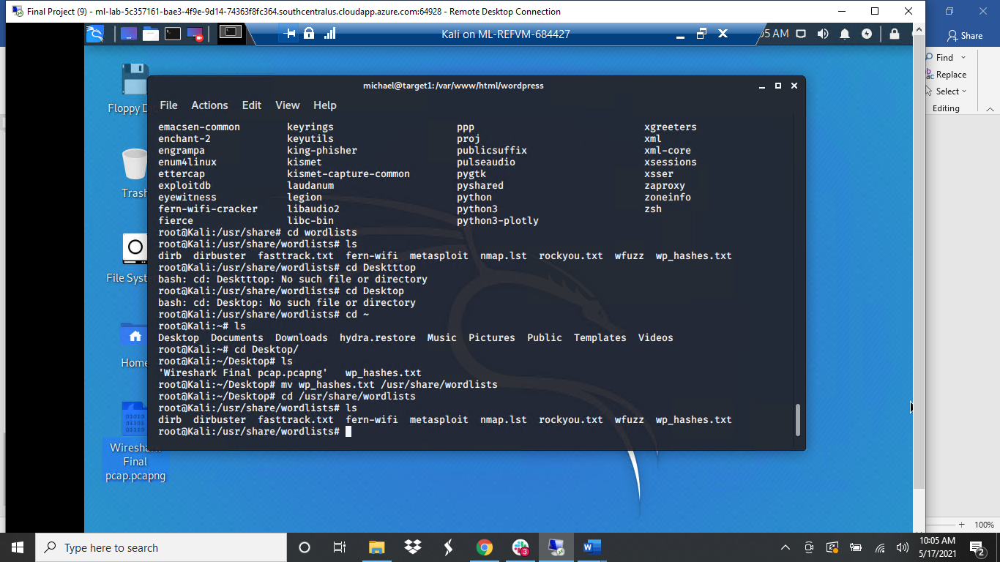 Final Project (9) - ml-lab-5c357161-bae3-4f9e-9d14-74363f8fc364.southcentralus.cloudapp.azure.com:64928 - Remote Desktop Connection
Kali on ML-REFVM-684427
05 AM
Share
Find
Replace
Select
Editing
Floppy
Trash
File Syst
Home
Wireshark
Final
pcap.pcapng
michael@target1:/var/www/html/wordpress
File Actions Edit View Help
emacsen-common keyrings ppp xgreeters
enchant-2 keyutils proj xml
engrampa king-phisher publicsuffix xml-core
enum4linux kismet pulseaudio xsessions
ettercap kismet-capture-common pygtk xsser
exploitdb laudanum pyshared zaproxy
eyewitness legion python zoneinfo
fern-wifi-cracker libaudio2 python3 zsh
fierce libc-bin python3-plotly
root@Kali:/usr/share# cd wordlists
root@Kali:/usr/share/wordlists# ls
dirb dirbuster fasttrack.txt fern-wifi metasploit nmap.lst rockyou.txt wfuzz wp_hashes.txt
root@Kali:/usr/share/wordlists# cd Deskttop
bash: cd: Desktttop: No such file or directory
root@Kali:/usr/share/wordlists# cd Desktop
bash: cd: Desktop: No such file or directory
root@Kali:/usr/share/wordlists# cd ~
root@Kali:~# ls
Desktop Documents Downloads hydra.restore Music Pictures Public Templates Videos
root@Kali:~# cd Desktop/
root@Kali:~/Desktop# ls
'Wireshark Final pcap.pcapng' wp_hashes.txt
root@Kali:~/Desktop# mv wp_hashes.txt /usr/share/wordlists
root@Kali:~/Desktop# cd /usr/share/wordlists
root@Kali:/usr/share/wordlists# ls
dirb dirbuster fasttrack.txt fern-wifi metasploit nmap.lst rockyou.txt wfuzz wp_hashes.txt
root@Kali:/usr/share/wordlists#
100%
Type here to search
3
10:05 AM
5/17/2021
2